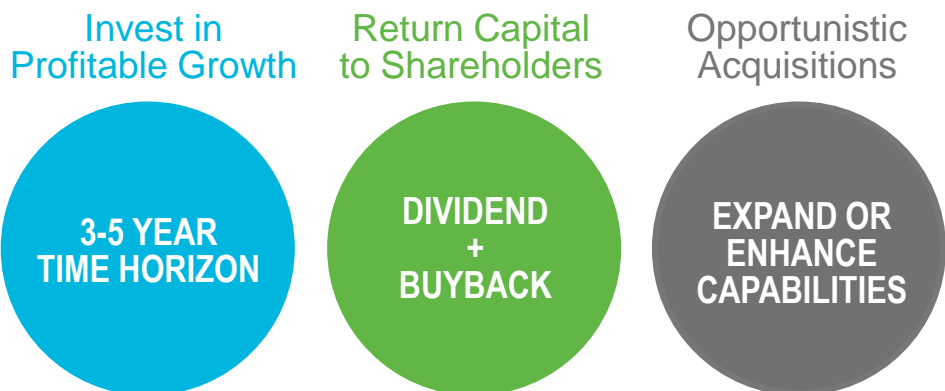 Invest in
Profitable Growth
3-5 YEAR
TIME HORIZON
Return Capital
to Shareholders
DIVIDEND
+
BUYBACK
Opportunistic
Acquisitions
EXPAND OR
ENHANCE
CAPABILITIES